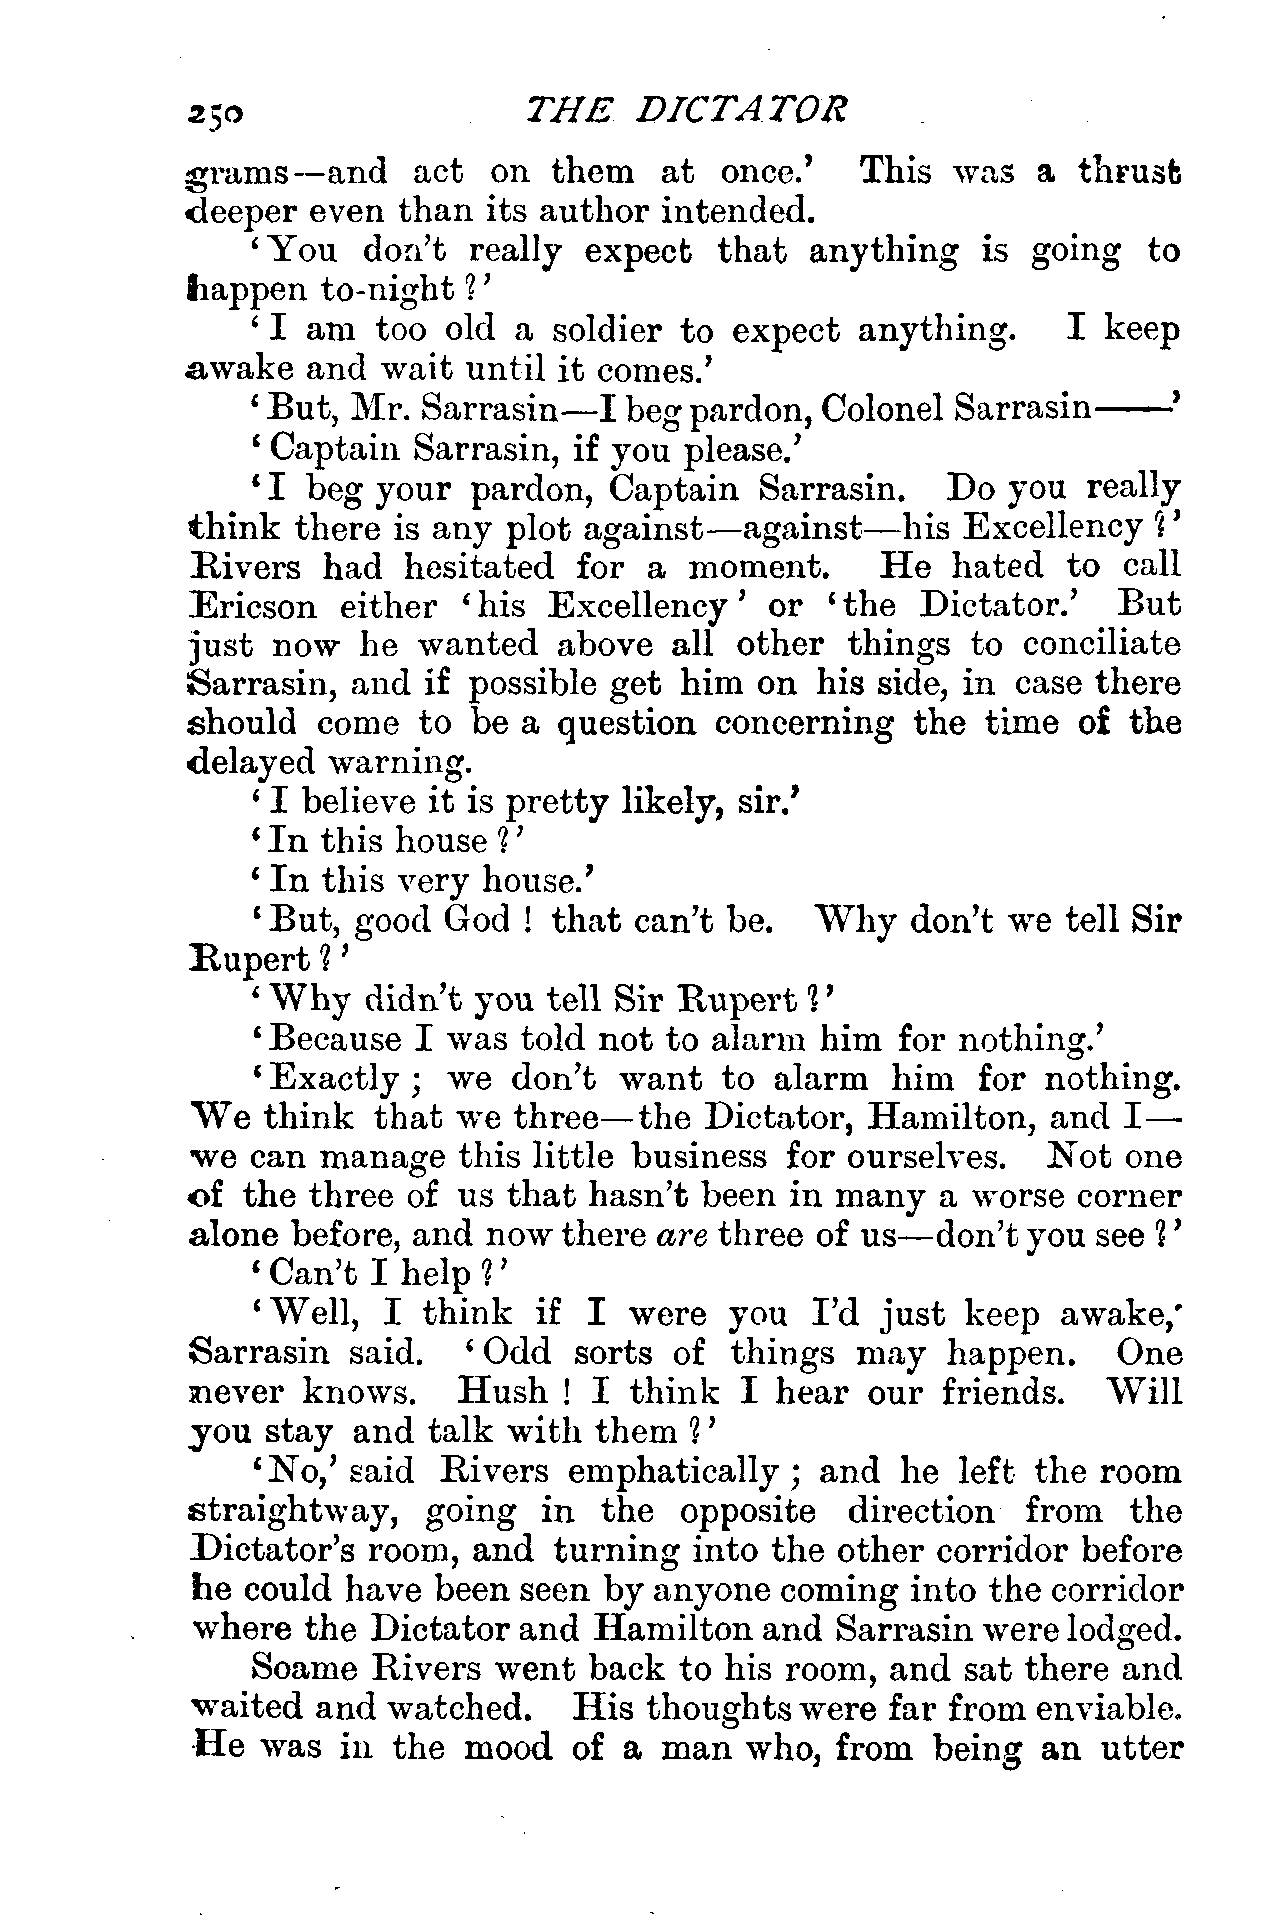 250 THE DICTATOR
grams—and act on them at once.' This was a thrust
deeper even than its author intended.
'You don't really expect that anything is going to
happen to-night?'
'I am too old a soldier to expect anything. I keep
awake and wait until it comes.'
'But, Mr. Sarrasin—I beg pardon, Colonel Sarrasin——'
'Captain Sarrasin, if you please.'
'I beg your pardon, Captain Sarrasin. Do you really
think there is any plot against—against—his Excellency?'
Rivers had hesitated for a moment. He hated to call
Ericson either 'his Excellency' or 'the Dictator.' But
just now he wanted above all other things to conciliate
Sarrasin, and if possible get him on his side, in case there
should come to be a question concerning the time of the
delayed warning.
'I believe it is pretty likely, sir.'
'In this house?'
'In this very house.'
'But, good God! that can't be. Why don't we tell Sir
Rupert?'
'Why didn't you tell Sir Rupert?'
'Because I was told not to alarm him for nothing.'
'Exactly; we don't want to alarm him for nothing.
We think that we three—the Dictator, Hamilton, and I—
we can manage this little business for ourselves. Not one
of the three of us that hasn't been in many a worse corner
alone before, and now there are three of us—don't you see?'
'Can't I help?'
'Well, I think if I were you I'd just keep awake,'
Sarrasin said. 'Odd sorts of things may happen. One
never knows. Hush! I think I hear our friends. Will
you stay and talk with them?'
'No,' said Rivers emphatically; and he left the room
straightway, going in the opposite direction from the
Dictator's room, and turning into the other corridor before
he could have been seen by anyone coming into the corridor
where the Dictator and Hamilton and Sarrasin were lodged.
Soame Rivers went back to his room, and sat there and
waited and watched. His thoughts were far from enviable.
He was in the mood of a man who, from being an utter